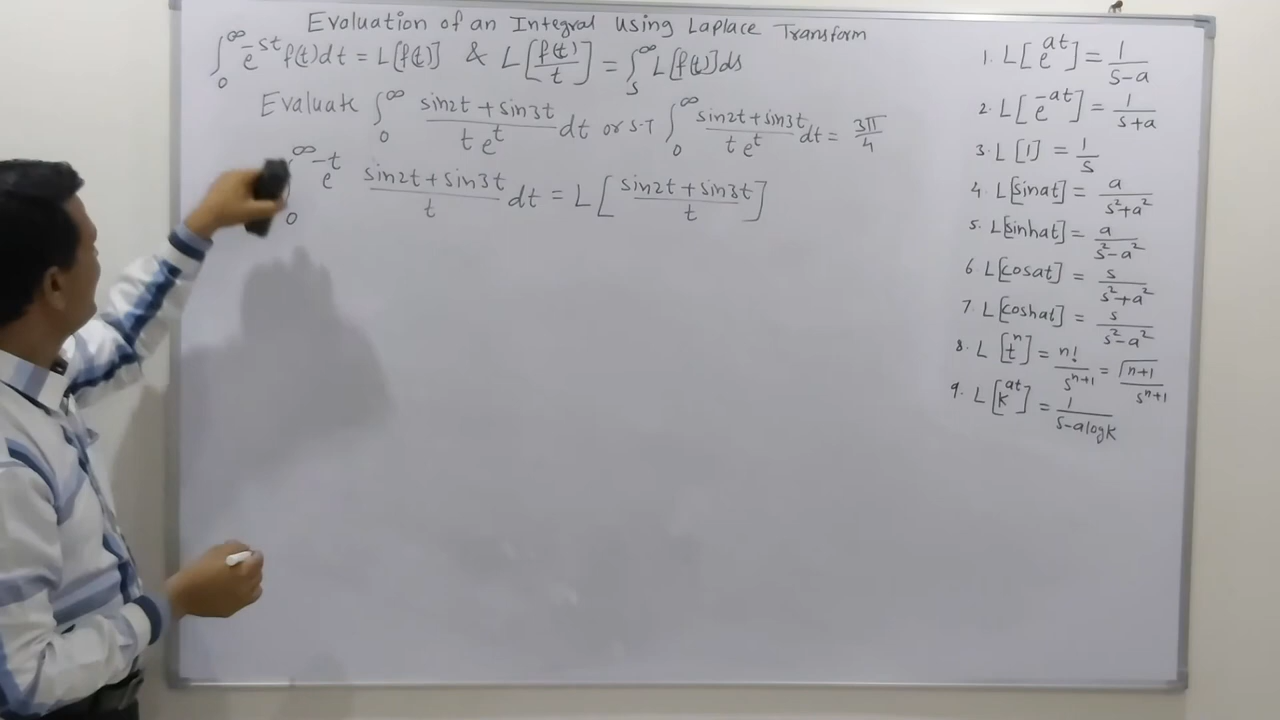 Evaluation of an Integral Using Laplace Transform
∫₀^∞ e^{-st} f(t) dt = L[f(t)] & L[f(t)/t] = ∫ₛ^∞ L[f(t)] ds
Evaluate ∫₀^∞ (sin2t + sin3t)/(t e^t) dt or S.T ∫₀^∞ (sin2t + sin3t)/(t e^t) dt = 3π/4
∫₀^∞ e^{-t} (sin2t + sin3t)/t dt = L[(sin2t + sin3t)/t]
1. L[e^{at}] = 1/(s-a)
2. L[e^{-at}] = 1/(s+a)
3. L[1] = 1/s
4. L[sinat] = a/(s²+a²)
5. L[sinhat] = a/(s²-a²)
6 L[cosat] = s/(s²+a²)
7. L[coshat] = s/(s²-a²)
8. L[t^n] = n!/s^{n+1} = Γ(n+1)/s^{n+1}
9. L[k^{at}] = 1/(s-alogk)